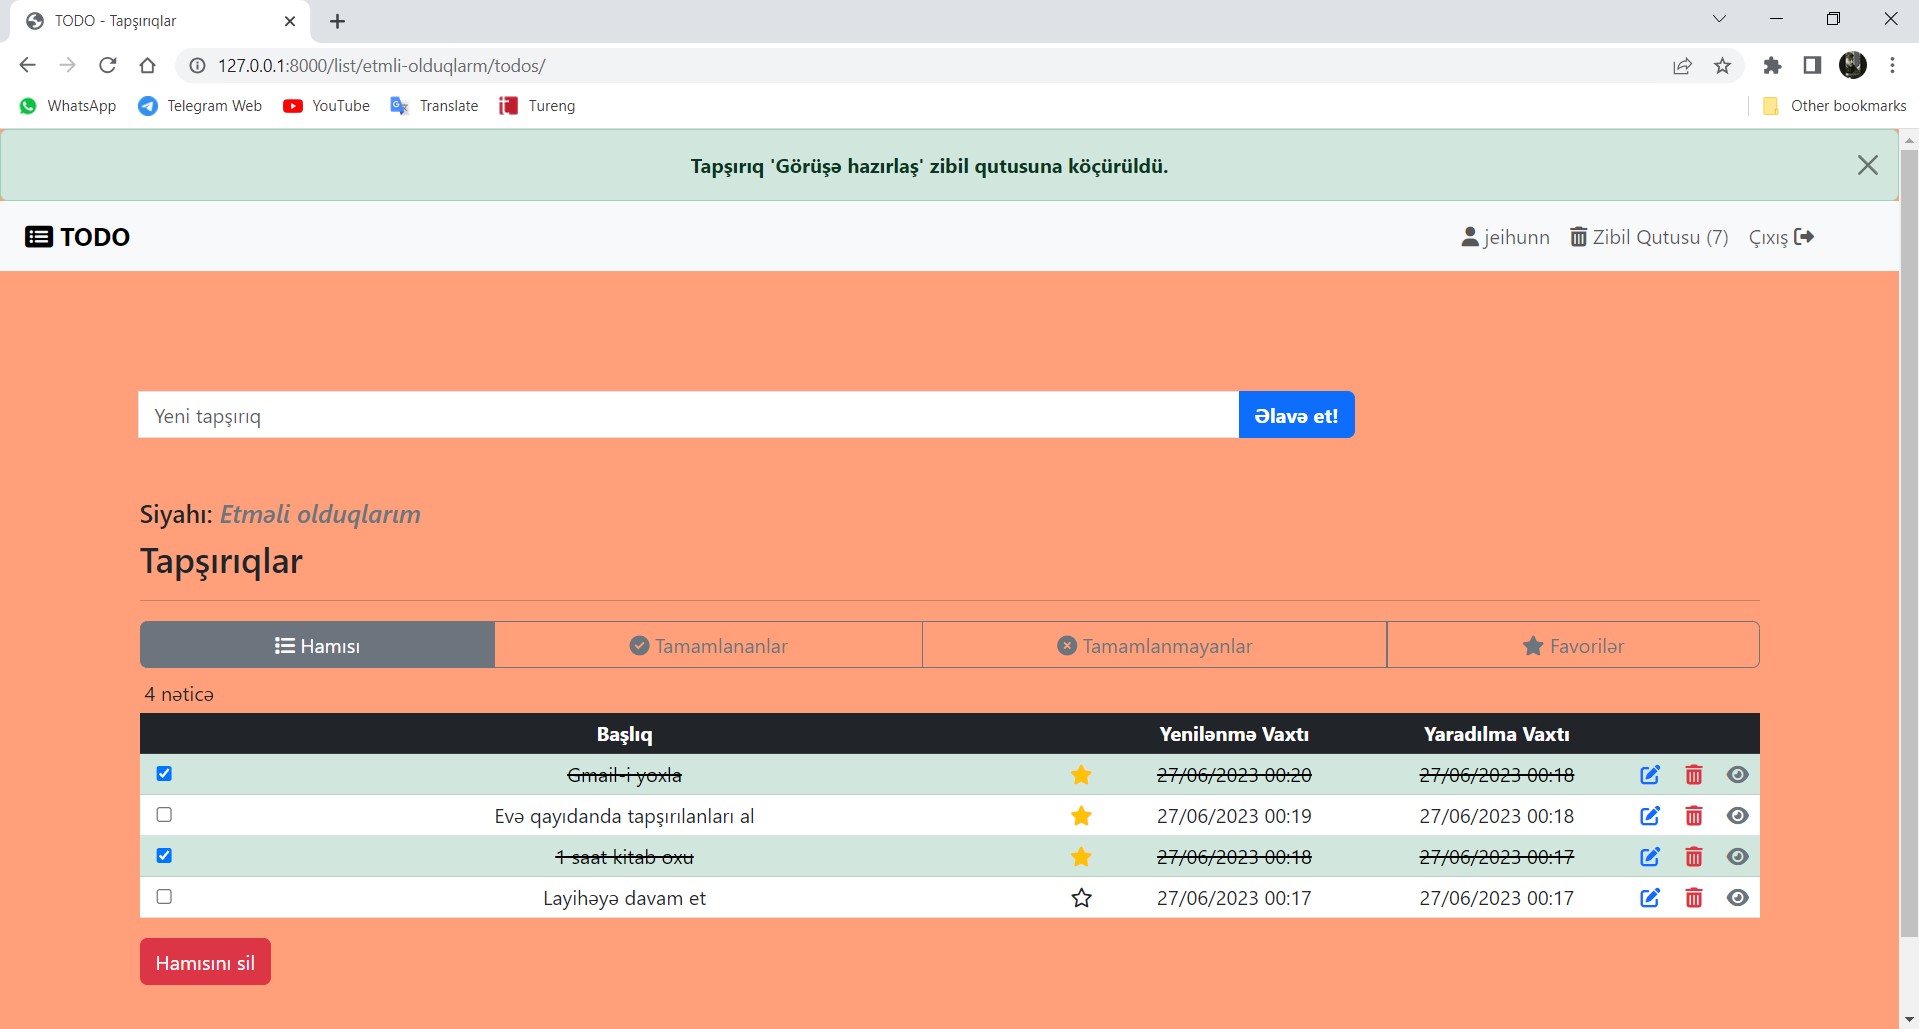 TODO - Tapşırıqlar
127.0.0.1:8000/list/etmli-olduqlarm/todos/
WhatsApp Telegram Web YouTube Translate Tureng Other bookmarks
Tapşırıq 'Görüşə hazırlaş' zibil qutusuna köçürüldü.
TODO jeihunn Zibil Qutusu (7) Çıxış
Yeni tapşırıq Əlavə et!
Siyahı: Etməli olduqlarım
Tapşırıqlar
Hamısı Tamamlananlar Tamamlanmayanlar Favorilər
4 nəticə
Başlıq Yenilənmə Vaxtı Yaradılma Vaxtı
Gmail-i yoxla 27/06/2023 00:20 27/06/2023 00:18
Evə qayıdanda tapşırılanları al 27/06/2023 00:19 27/06/2023 00:18
1 saat kitab oxu 27/06/2023 00:18 27/06/2023 00:17
Layihəyə davam et 27/06/2023 00:17 27/06/2023 00:17
Hamısını sil